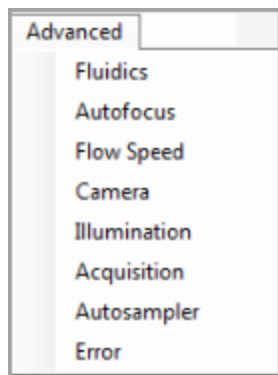 Advanced
Fluidics
Autofocus
Flow Speed
Camera
Illumination
Acquisition
Autosampler
Error